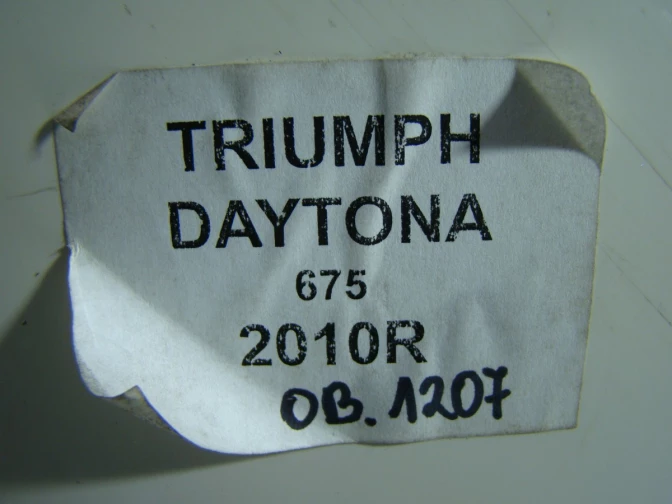 TRIUMPH
DAYTONA
675
2010R
OB. 1207